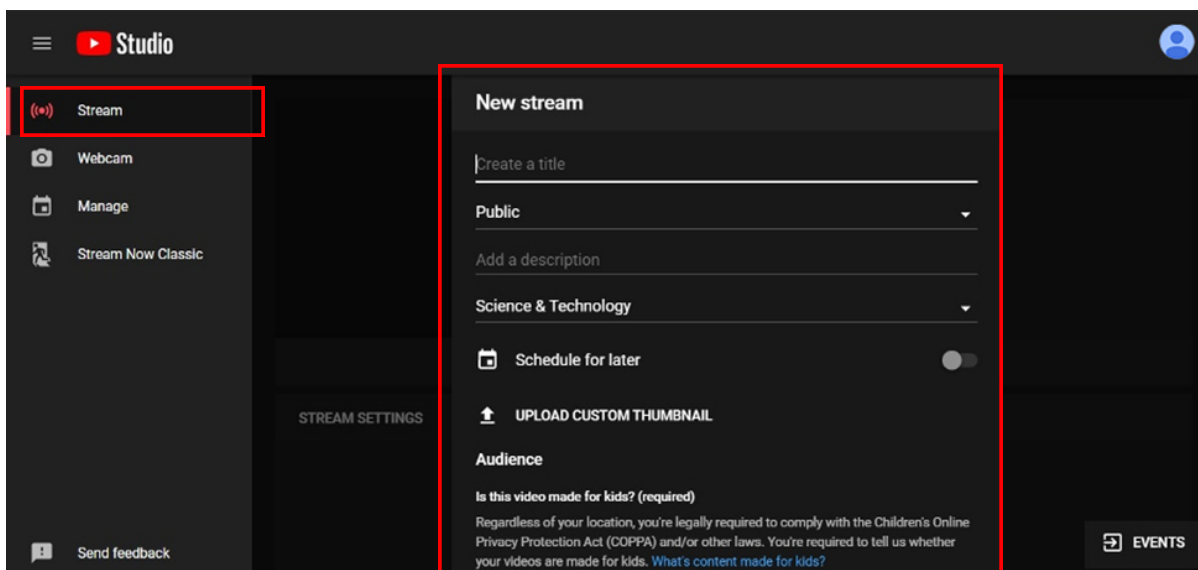 Studio
Stream
Webcam
Manage
Stream Now Classic
Send feedback
STREAM SETTINGS
New stream
Create a title
Public
Add a description
Science & Technology
Schedule for later
UPLOAD CUSTOM THUMBNAIL
Audience
Is this video made for kids? (required)
Regardless of your location, you're legally required to comply with the Children's Online
Privacy Protection Act (COPPA) and/or other laws. You're required to tell us whether
your videos are made for kids. What's content made for kids?
EVENTS